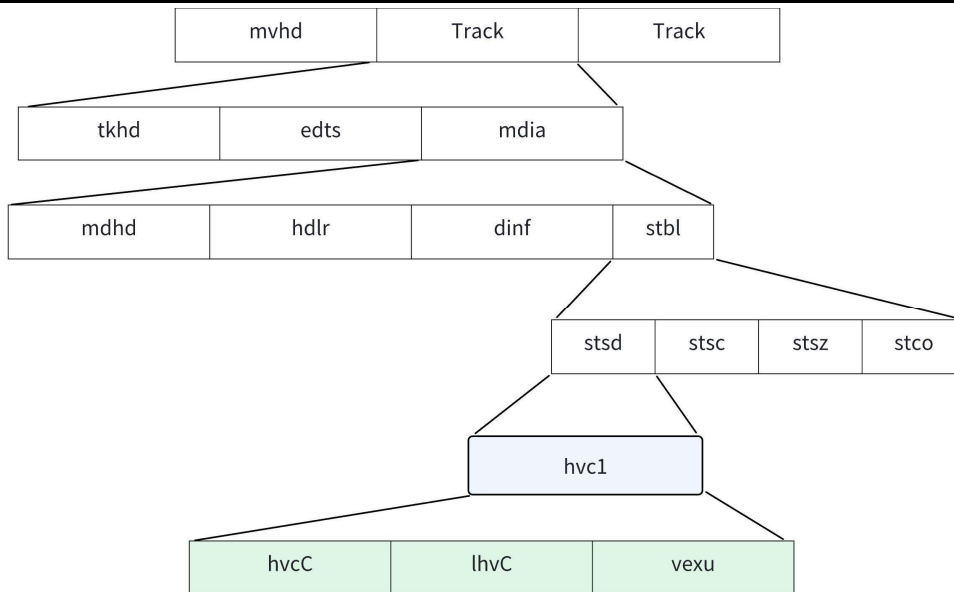 mvhd Track Track
tkhd edts mdia
mdhd hdlr dinf stbl
stsd stsc stsz stco
hvc1
hvcC lhvC vexu